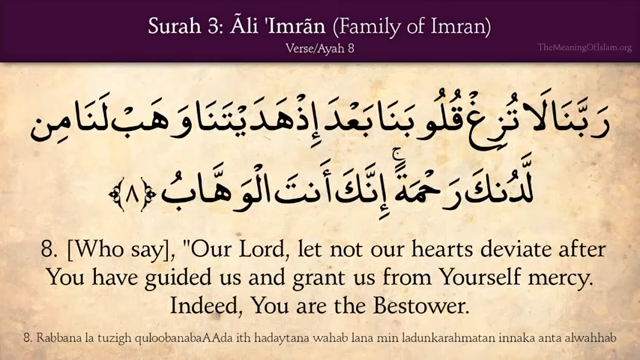 Surah 3: Ãli 'Imrãn (Family of Imran)
Verse/Ayah 8
TheMeaningOfIslam.org
رَبَّنَا لَا تُزِغْ قُلُوبَنَا بَعْدَ إِذْ هَدَيْتَنَا وَهَبْ لَنَا مِن
لَّدُنكَ رَحْمَةً ۚ إِنَّكَ أَنتَ الْوَهَّابُ ﴿٨﴾
8. [Who say], "Our Lord, let not our hearts deviate after
You have guided us and grant us from Yourself mercy.
Indeed, You are the Bestower.
8. Rabbana la tuzigh quloobanabaAAda ith hadaytana wahab lana min ladunkarahmatan innaka anta alwahhab